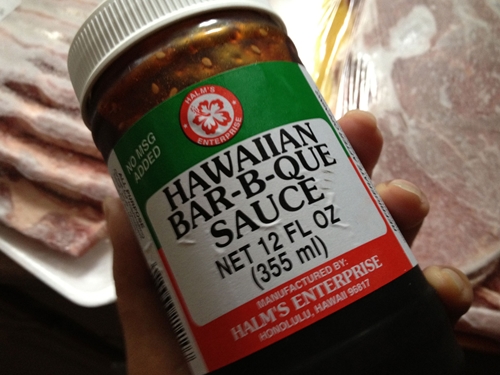 HALM'S
ENTERPRISE
NO MSG
ADDED
HAWAIIAN
BAR-B-QUE
SAUCE
NET 12 FL OZ
(355 ml)
MANUFACTURED BY:
HALM'S ENTERPRISE
HONOLULU, HAWAII 96817